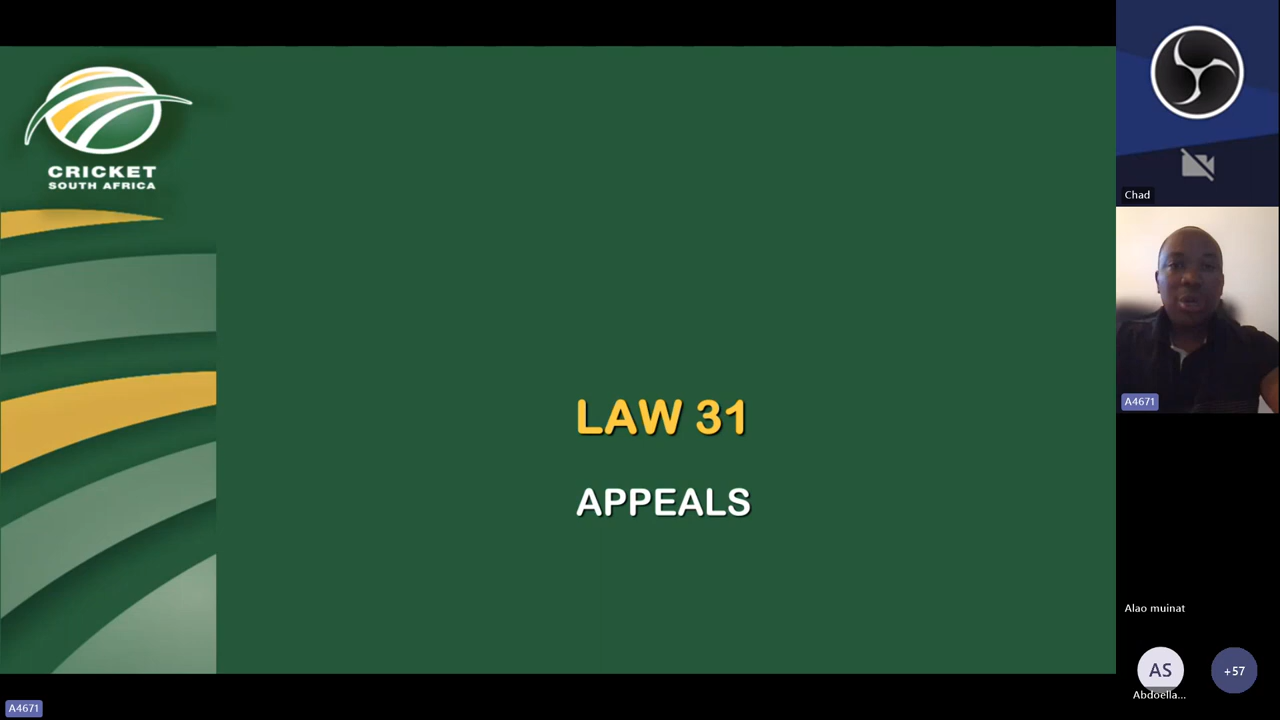 CRICKET
SOUTH AFRICA
LAW 31
APPEALS
Chad
A4671
Alao muinat
AS
+57
Abdoella...
A4671